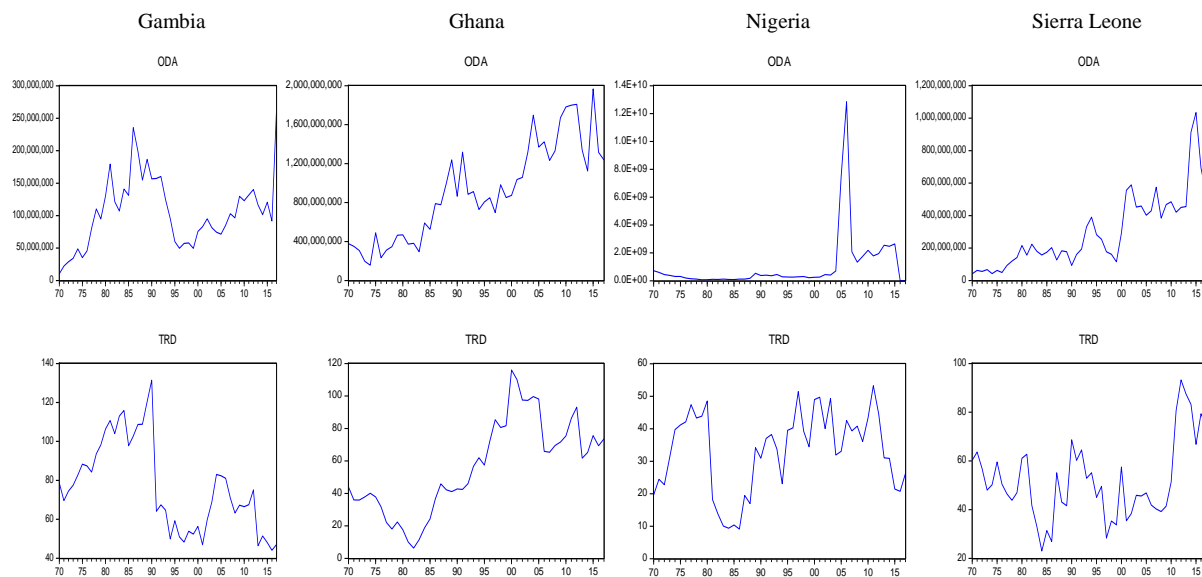 Gambia Ghana Nigeria Sierra Leone
ODA ODA ODA ODA
300,000,000 2,000,000,000 1.4E+10 1,200,000,000
250,000,000 1,600,000,000 1.2E+10 1,000,000,000
200,000,000 1,200,000,000 1.0E+10 800,000,000
150,000,000 800,000,000 8.0E+09 600,000,000
100,000,000 400,000,000 6.0E+09 400,000,000
50,000,000 0 4.0E+09 200,000,000
0 2.0E+09 0
0.0E+00
70 75 80 85 90 95 00 05 10 15 70 75 80 85 90 95 00 05 10 15 70 75 80 85 90 95 00 05 10 15 70 75 80 85 90 95 00 05 10 15
TRD TRD TRD TRD
140 120 60 100
120 100 50 80
100 80 40 60
80 60 30 40
60 40 20 20
40 20 10
0 0
70 75 80 85 90 95 00 05 10 15 70 75 80 85 90 95 00 05 10 15 70 75 80 85 90 95 00 05 10 15 70 75 80 85 90 95 00 05 10 15